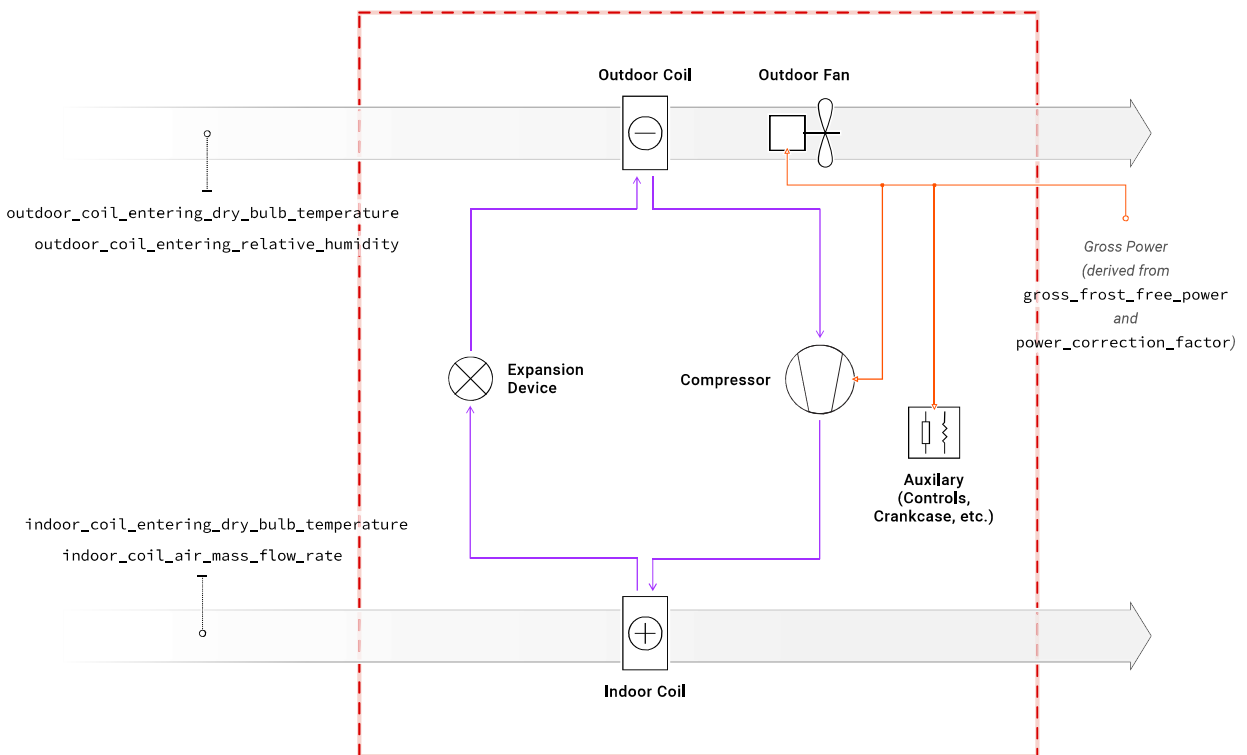 Outdoor Coil
Outdoor Fan
outdoor_coil_entering_dry_bulb_temperature
outdoor_coil_entering_relative_humidity
Gross Power
(derived from
gross_frost_free_power
and
power_correction_factor)
Expansion
Device
Compressor
Auxilary
(Controls,
Crankcase, etc.)
indoor_coil_entering_dry_bulb_temperature
indoor_coil_air_mass_flow_rate
Indoor Coil